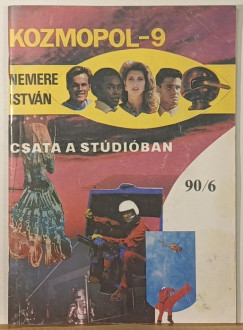 KOZMOPOL-9
NEMERE
ISTVÁN
CSATA A STÚDIÓBAN
90/6